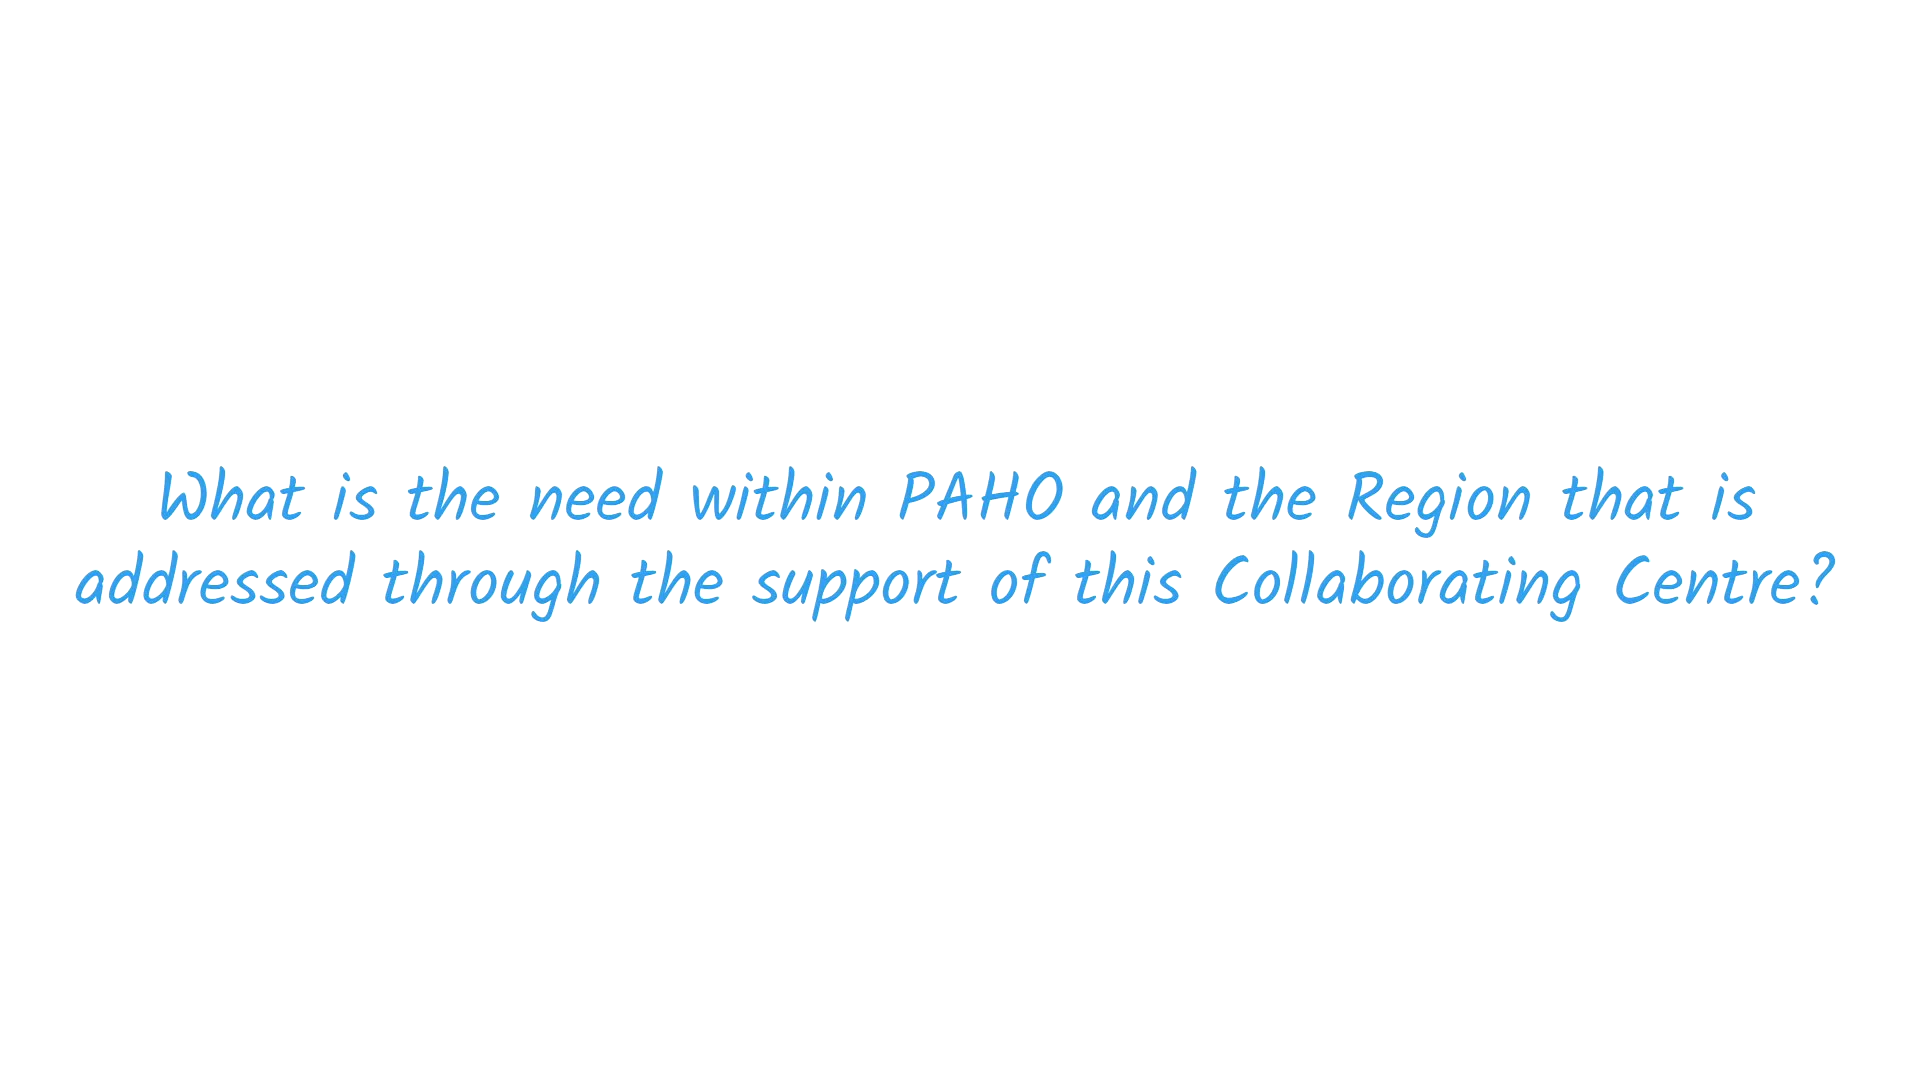 What is the need within PAHO and the Region that is
addressed through the support of this Collaborating Centre?